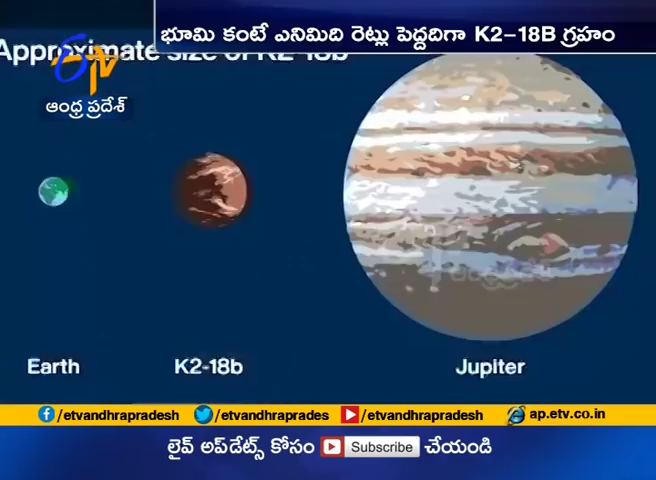 భూమి కంటే ఎనిమిది రెట్లు పెద్దదిగా K2-18B గ్రహం
Approximate size of K2-18b
ETV
ఆంధ్ర ప్రదేశ్
Earth
K2-18b
Jupiter
/etvandhrapradesh
/etvandhraprades
/etvandhrapradesh
ap.etv.co.in
లైవ్ అప్‌డేట్స్ కోసం Subscribe చేయండి